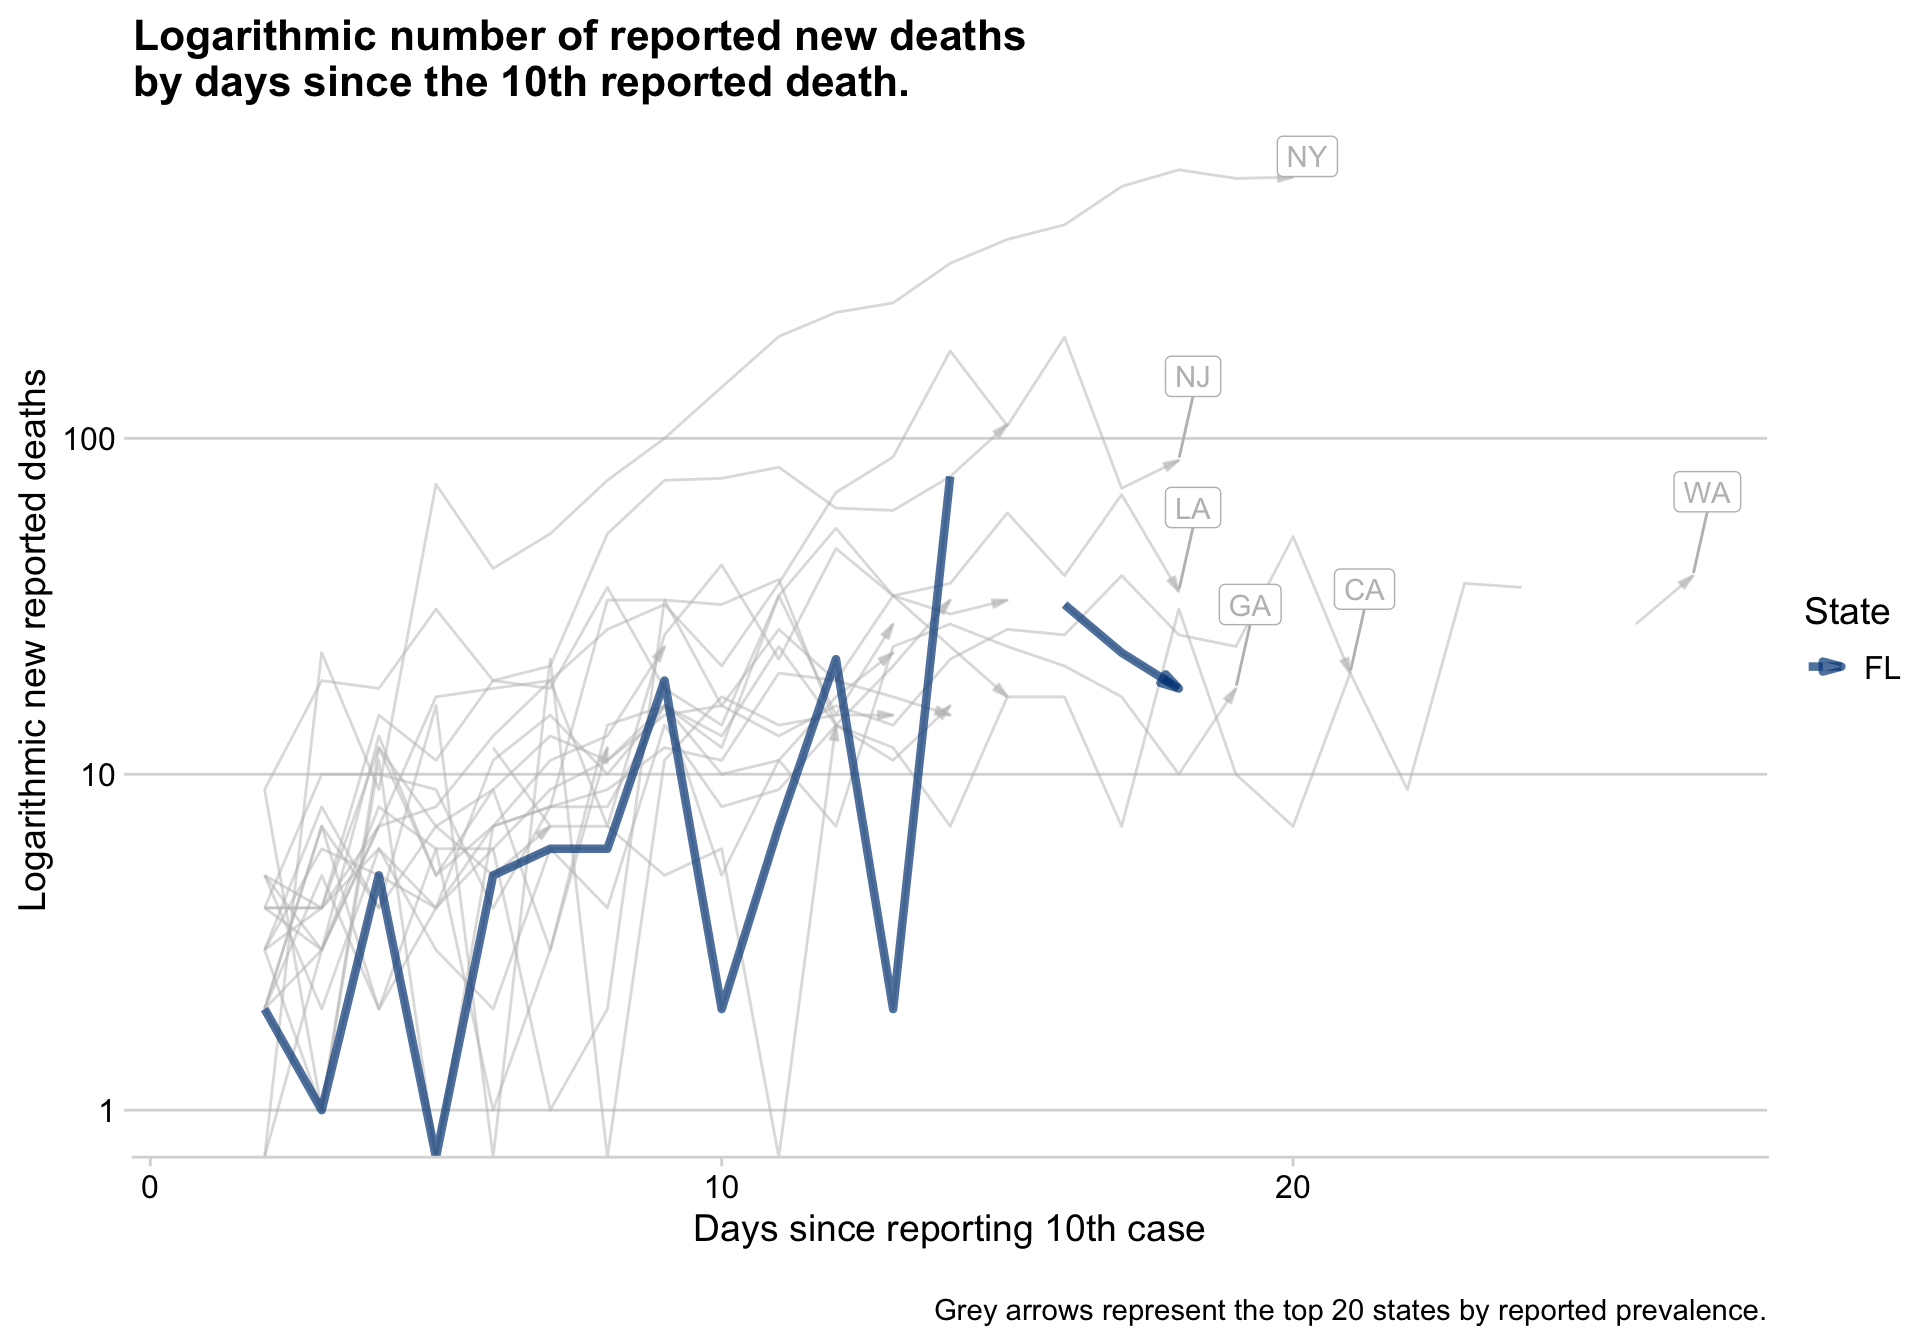 Logarithmic number of reported new deaths
by days since the 10th reported death.
NY
NJ
LA
WA
GA
CA
Logarithmic new reported deaths
100
10
1
0
10
20
Days since reporting 10th case
State
FL
Grey arrows represent the top 20 states by reported prevalence.